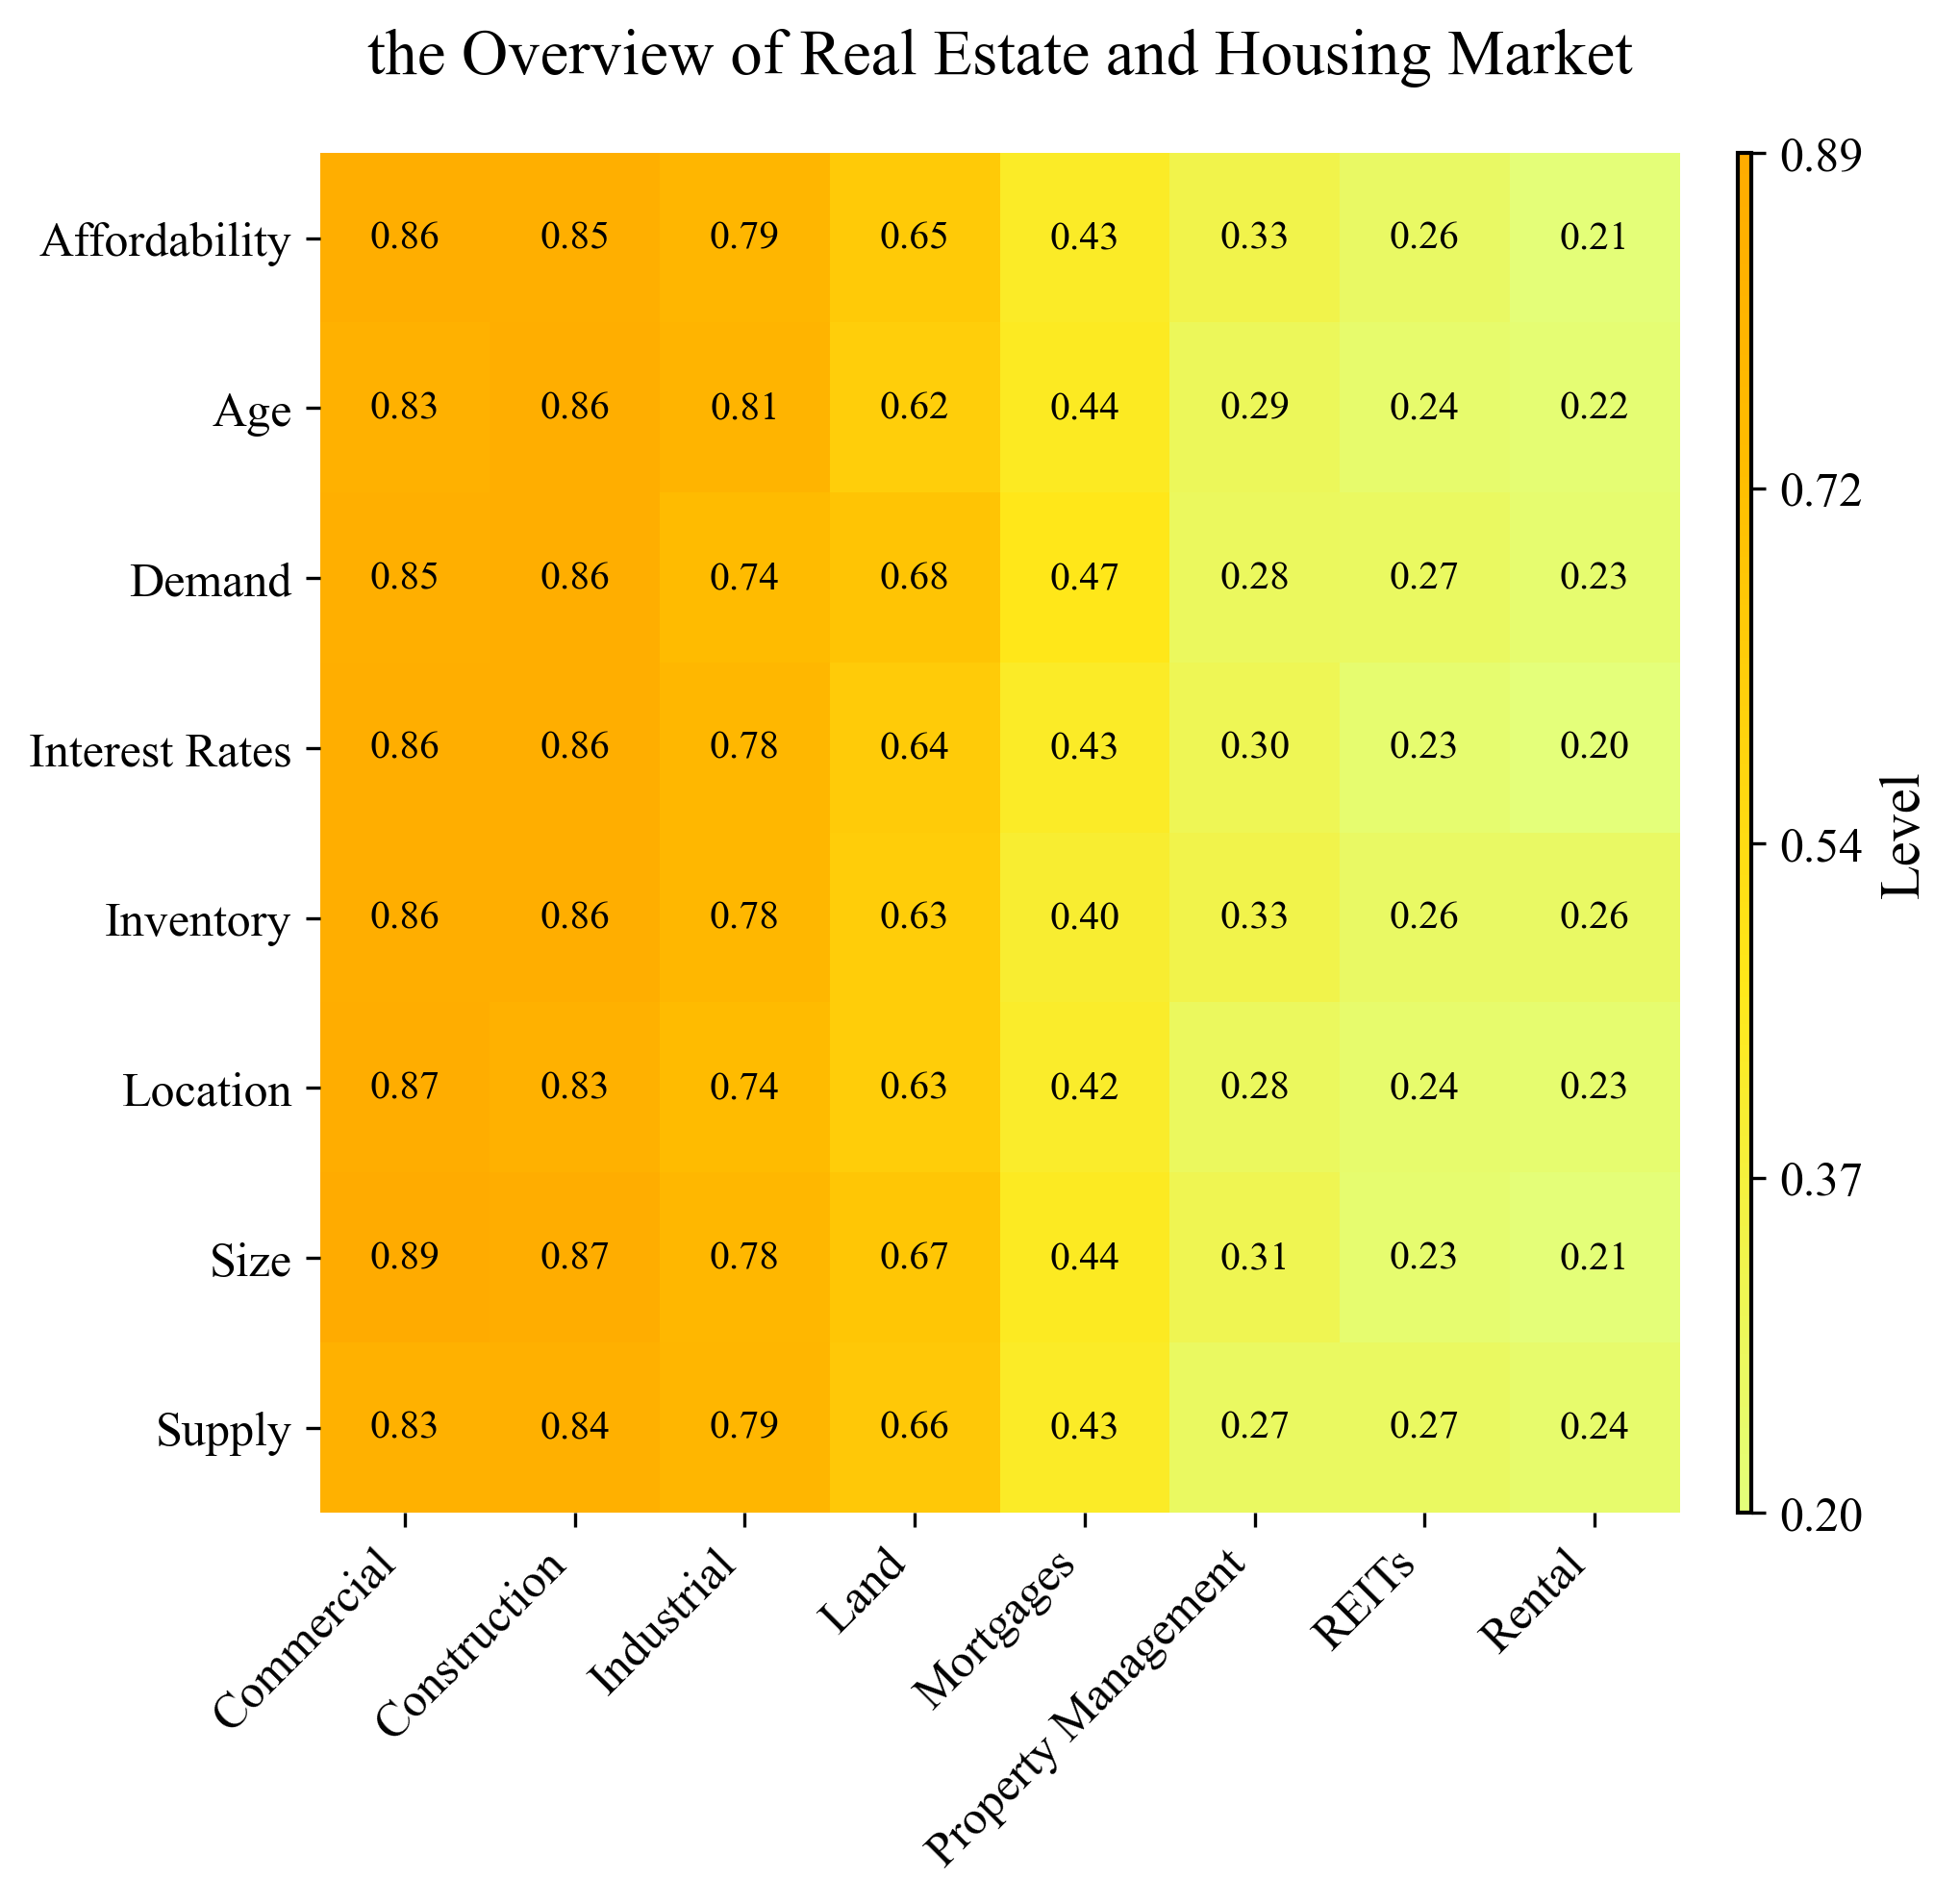 the Overview of Real Estate and Housing Market
Affordability 0.86 0.85 0.79 0.65 0.43 0.33 0.26 0.21
Age 0.83 0.86 0.81 0.62 0.44 0.29 0.24 0.22
Demand 0.85 0.86 0.74 0.68 0.47 0.28 0.27 0.23
Interest Rates 0.86 0.86 0.78 0.64 0.43 0.30 0.23 0.20
Inventory 0.86 0.86 0.78 0.63 0.40 0.33 0.26 0.26
Location 0.87 0.83 0.74 0.63 0.42 0.28 0.24 0.23
Size 0.89 0.87 0.78 0.67 0.44 0.31 0.23 0.21
Supply 0.83 0.84 0.79 0.66 0.43 0.27 0.27 0.24
Commercial
Construction
Industrial
Land
Mortgages
Property Management
REITs
Rental
0.89
0.72
0.54
0.37
0.20
Level